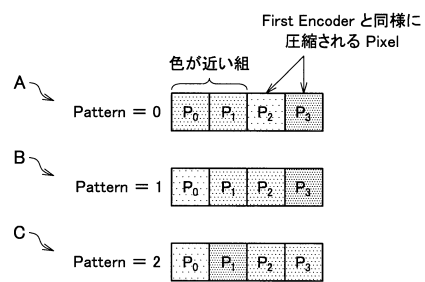 First Encoder と同様に
圧縮される Pixel
色が近い組
A
Pattern = 0 P₀ P₁ P₂ P₃
B
Pattern = 1 P₀ P₁ P₂ P₃
C
Pattern = 2 P₀ P₁ P₂ P₃